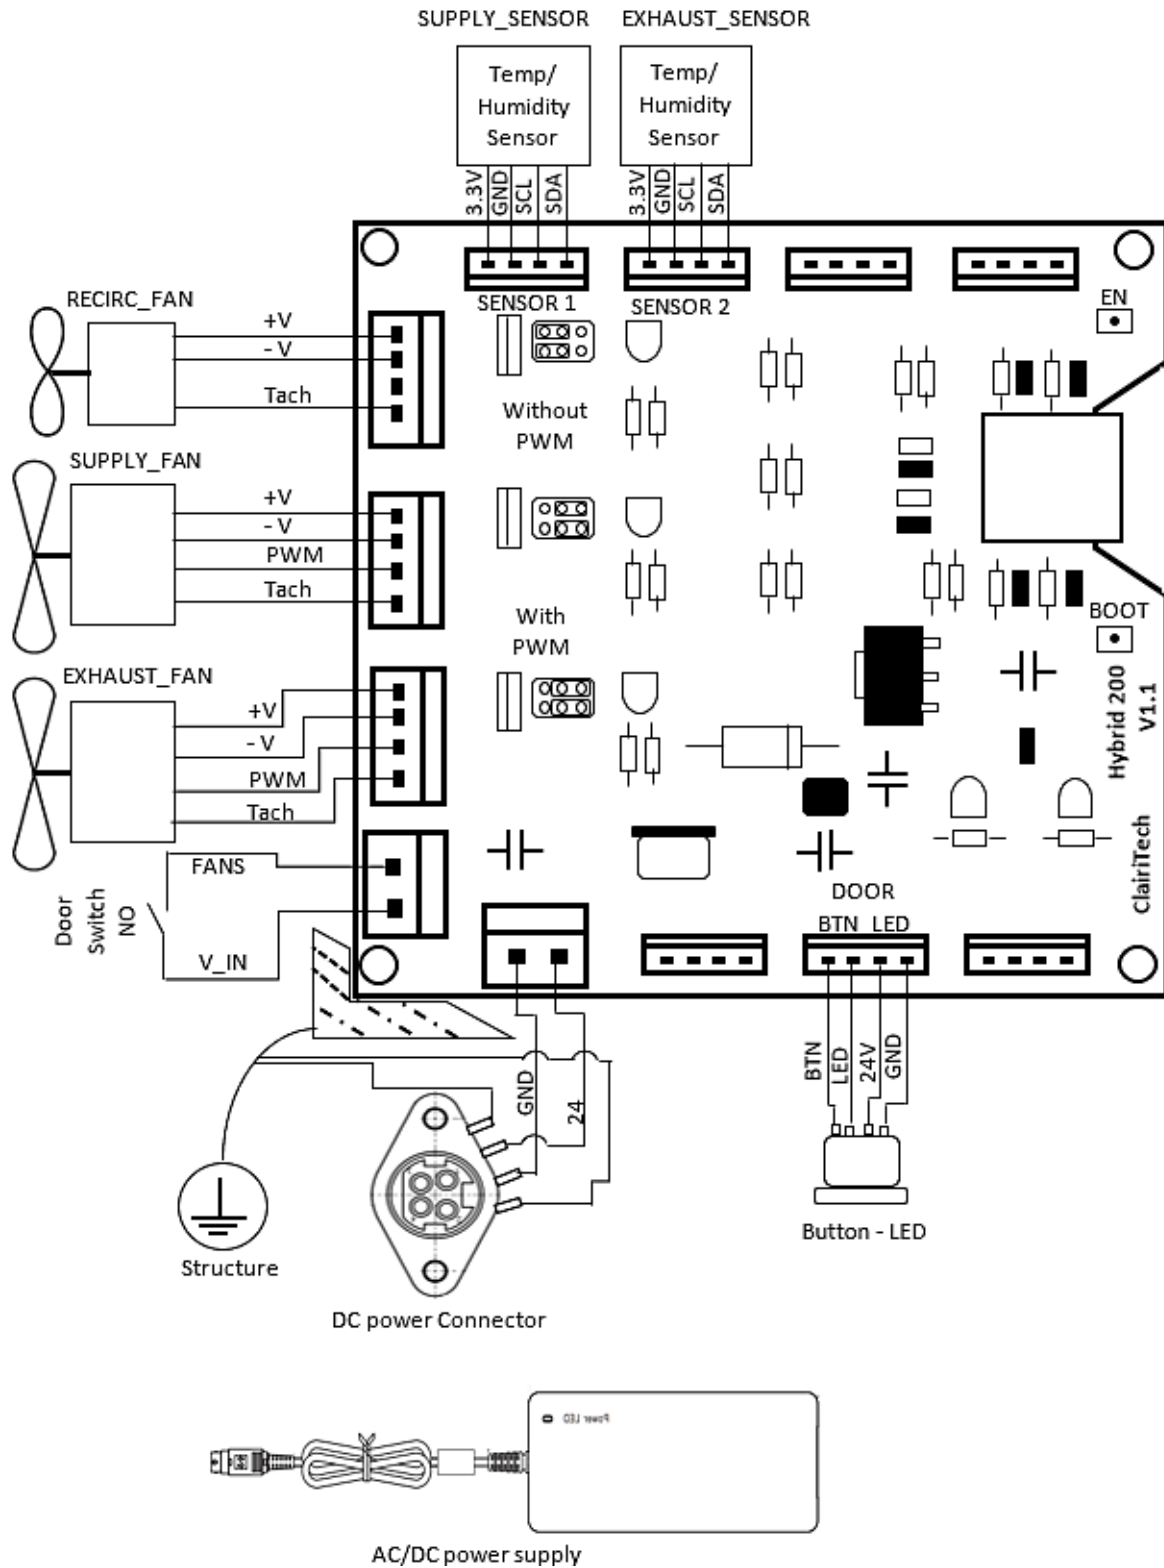 SUPPLY_SENSOR EXHAUST_SENSOR
Temp/
Humidity
Sensor
Temp/
Humidity
Sensor
3.3V
GND
SCL
SDA
3.3V
GND
SCL
SDA
SENSOR 1
SENSOR 2
EN
RECIRC_FAN
+V
- V
Tach
Without
PWM
SUPPLY_FAN
+V
- V
PWM
Tach
With
PWM
BOOT
EXHAUST_FAN
+V
- V
PWM
Tach
Hybrid 200
V1.1
ClairiTech
FANS
Door
Switch
NO
V_IN
DOOR
BTN LED
GND
24
BTN
LED
24V
GND
Structure
Button - LED
DC power Connector
Power LED
AC/DC power supply